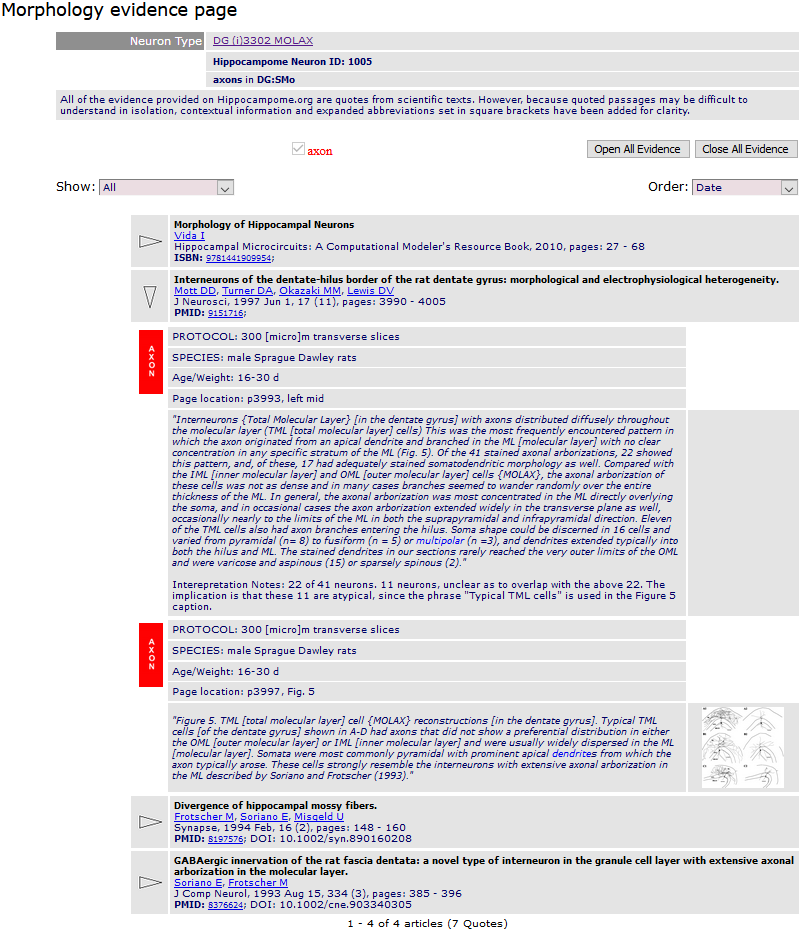 Morphology evidence page
Neuron Type DG (i)3302 MOLAX
Hippocampome Neuron ID: 1005
axons in DG:SMo
All of the evidence provided on Hippocampome.org are quotes from scientific texts. However, because quoted passages may be difficult to
understand in isolation, contextual information and expanded abbreviations set in square brackets have been added for clarity.
axon
Open All Evidence Close All Evidence
Show: All Order: Date
Morphology of Hippocampal Neurons
Vida I
Hippocampal Microcircuits: A Computational Modeler's Resource Book, 2010, pages: 27 - 68
ISBN: 9781441909954;
Interneurons of the dentate-hilus border of the rat dentate gyrus: morphological and electrophysiological heterogeneity.
Mott DD, Turner DA, Okazaki MM, Lewis DV
J Neurosci, 1997 Jun 1, 17 (11), pages: 3990 - 4005
PMID: 9151716;
AXON
PROTOCOL: 300 [micro]m transverse slices
SPECIES: male Sprague Dawley rats
Age/Weight: 16-30 d
Page location: p3993, left mid
"Interneurons {Total Molecular Layer} [in the dentate gyrus] with axons distributed diffusely throughout
the molecular layer (TML [total molecular layer] cells) This was the most frequently encountered pattern in
which the axon originated from an apical dendrite and branched in the ML [molecular layer] with no clear
concentration in any specific stratum of the ML (Fig. 5). Of the 41 stained axonal arborizations, 22 showed
this pattern, and, of these, 17 had adequately stained somatodendritic morphology as well. Compared with
the IML [inner molecular layer] and OML [outer molecular layer] cells {MOLAX}, the axonal arborization of
these cells was not as dense and in many cases branches seemed to wander randomly over the entire
thickness of the ML. In general, the axonal arborization was most concentrated in the ML directly overlying
the soma, and in occasional cases the axon arborization extended widely in the transverse plane as well,
occasionally nearly to the limits of the ML in both the suprapyramidal and infrapyramidal direction. Eleven
of the TML cells also had axon branches entering the hilus. Soma shape could be discerned in 16 cells and
varied from pyramidal (n= 8) to fusiform (n = 5) or multipolar (n =3), and dendrites extended typically into
both the hilus and ML. The stained dendrites in our sections rarely reached the very outer limits of the OML
and were varicose and aspinous (15) or sparsely spinous (2)."
Interepretation Notes: 22 of 41 neurons. 11 neurons, unclear as to overlap with the above 22. The
implication is that these 11 are atypical, since the phrase "Typical TML cells" is used in the Figure 5
caption.
AXON
PROTOCOL: 300 [micro]m transverse slices
SPECIES: male Sprague Dawley rats
Age/Weight: 16-30 d
Page location: p3997, Fig. 5
"Figure 5. TML [total molecular layer] cell {MOLAX} reconstructions [in the dentate gyrus]. Typical TML
cells [of the dentate gyrus] shown in A-D had axons that did not show a preferential distribution in either
the OML [outer molecular layer] or IML [inner molecular layer] and were usually widely dispersed in the ML
[molecular layer]. Somata were most commonly pyramidal with prominent apical dendrites from which the
axon typically arose. These cells strongly resemble the interneurons with extensive axonal arborization in
the ML described by Soriano and Frotscher (1993)."
Divergence of hippocampal mossy fibers.
Frotscher M, Soriano E, Misgeld U
Synapse, 1994 Feb, 16 (2), pages: 148 - 160
PMID: 8197576; DOI: 10.1002/syn.890160208
GABAergic innervation of the rat fascia dentata: a novel type of interneuron in the granule cell layer with extensive axonal
arborization in the molecular layer.
Soriano E, Frotscher M
J Comp Neurol, 1993 Aug 15, 334 (3), pages: 385 - 396
PMID: 8376624; DOI: 10.1002/cne.903340305
1 - 4 of 4 articles (7 Quotes)